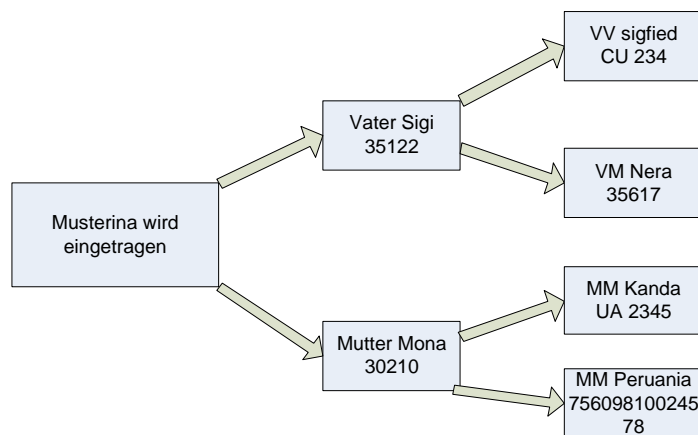 VV sigfied
CU 234
Vater Sigi
35122
VM Nera
35617
Musterina wird
eingetragen
MM Kanda
UA 2345
Mutter Mona
30210
MM Peruania
756098100245
78